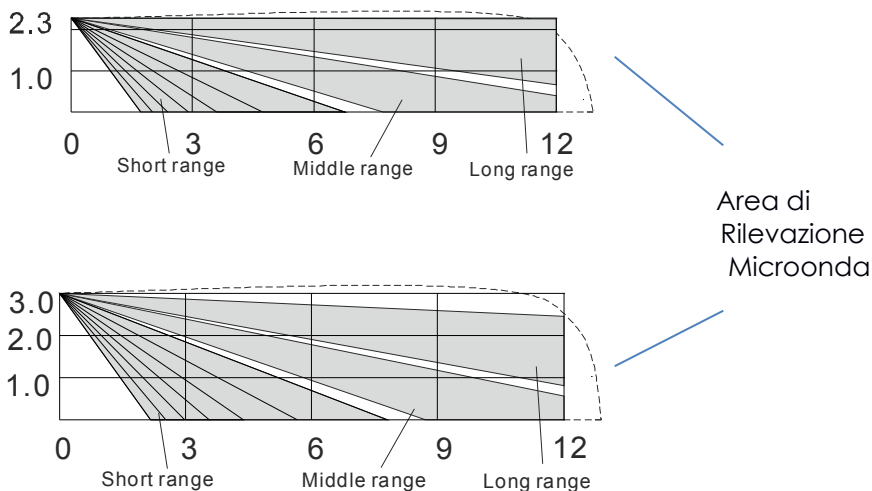 2.3
1.0
0 3 6 9 12
Short range Middle range Long range
Area di
Rilevazione
Microonda
3.0
2.0
1.0
0 3 6 9 12
Short range Middle range Long range